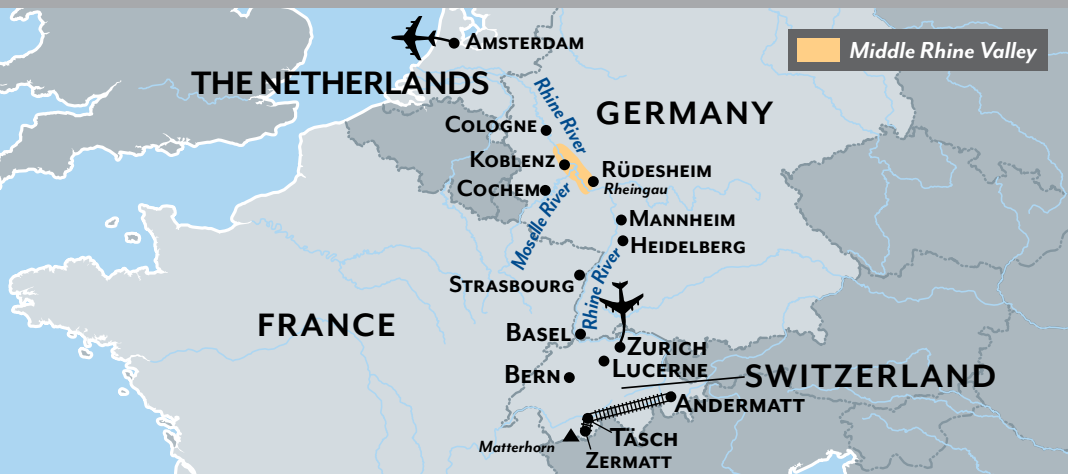 AMSTERDAM
Middle Rhine Valley
THE NETHERLANDS
Rhine River
GERMANY
COLOGNE
KOBLENZ
RÜDESHEIM
Rheingau
COCHEM
Moselle River
MANNHEIM
HEIDELBERG
STRASBOURG
Rhine River
FRANCE
BASEL
ZURICH
LUCERNE
BERN
SWITZERLAND
ANDERMATT
TÄSCH
Matterhorn
ZERMATT